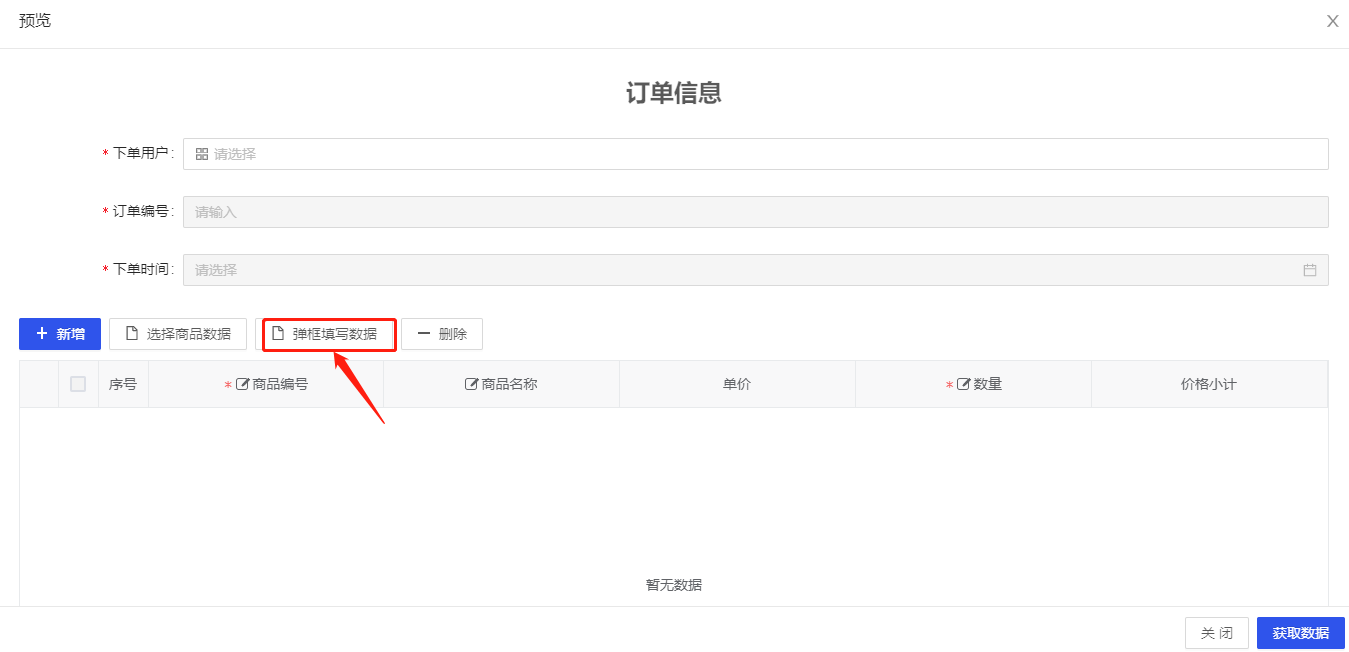 预览
X
订单信息
* 下单用户: 请选择
* 订单编号: 请输入
* 下单时间: 请选择
+ 新增 选择商品数据 弹框填写数据 — 删除
序号 * 商品编号 商品名称 单价 * 数量 价格小计
暂无数据
关 闭 获取数据